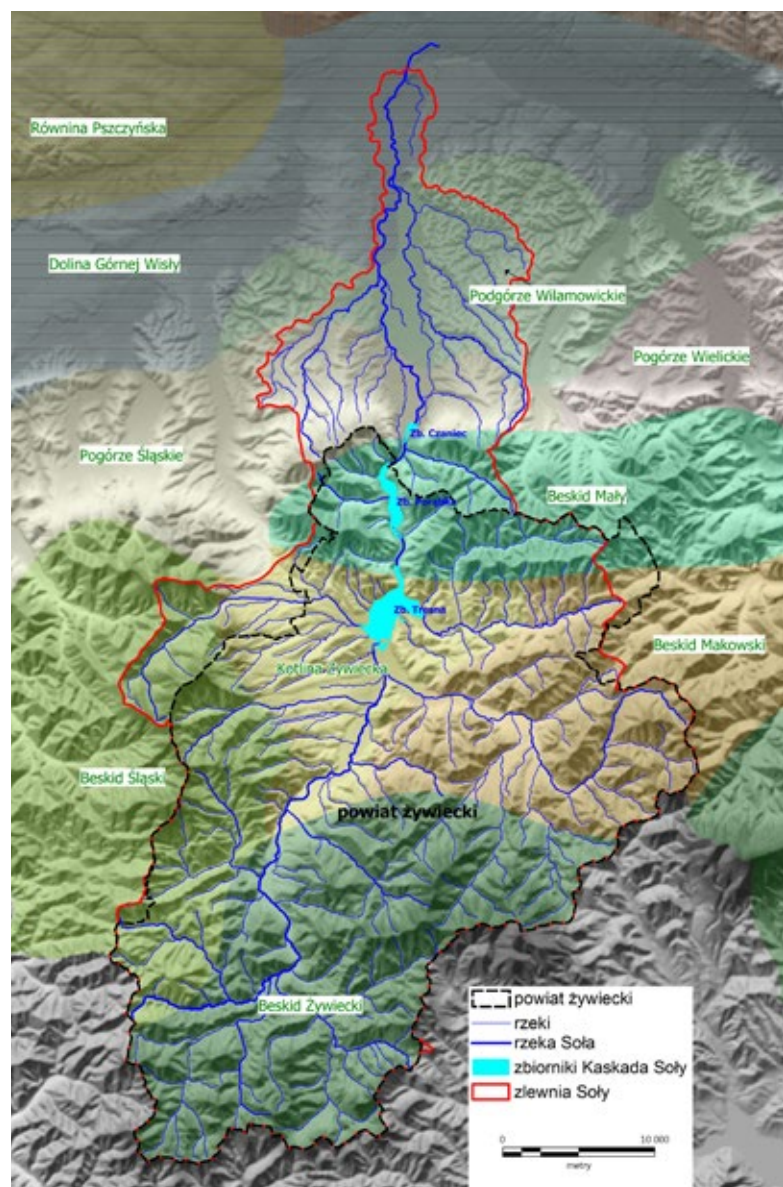 Równina Pszczyńska
Dolina Górnej Wisły
Podgórze Wilamowickie
Pogórze Wielickie
Zb. Czaniec
Pogórze Śląskie
Beskid Mały
Zb. Porąbka
Zb. Tresna
Beskid Makowski
Kotlina Żywiecka
Beskid Śląski
powiat żywiecki
Beskid Żywiecki
powiat żywiecki
rzeki
rzeka Soła
zbiorniki Kaskada Soły
zlewnia Soły
0 10 000
metry